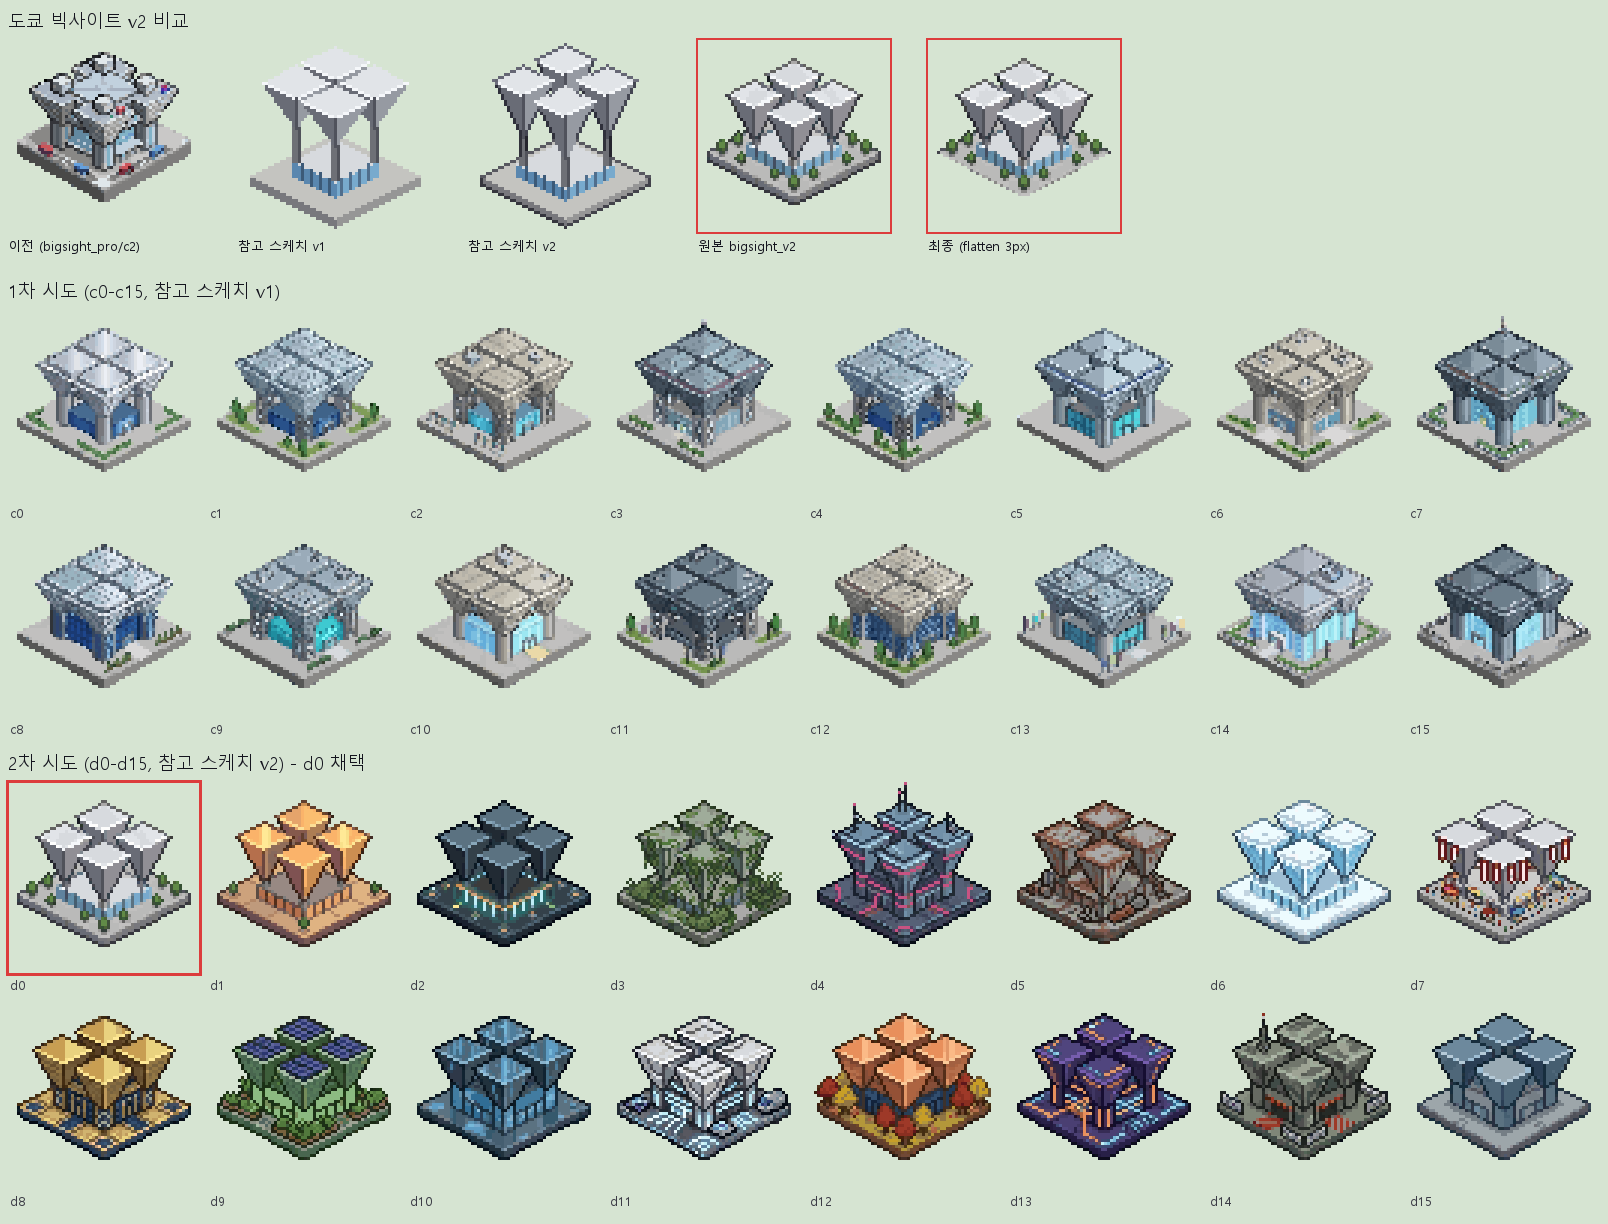 도쿄 빅사이트 v2 비교
이전 (bigsight_pro/c2)
참고 스케치 v1
참고 스케치 v2
원본 bigsight_v2
최종 (flatten 3px)
1차 시도 (c0-c15, 참고 스케치 v1)
c0
c1
c2
c3
c4
c5
c6
c7
c8
c9
c10
c11
c12
c13
c14
c15
2차 시도 (d0-d15, 참고 스케치 v2) - d0 채택
d0
d1
d2
d3
d4
d5
d6
d7
d8
d9
d10
d11
d12
d13
d14
d15